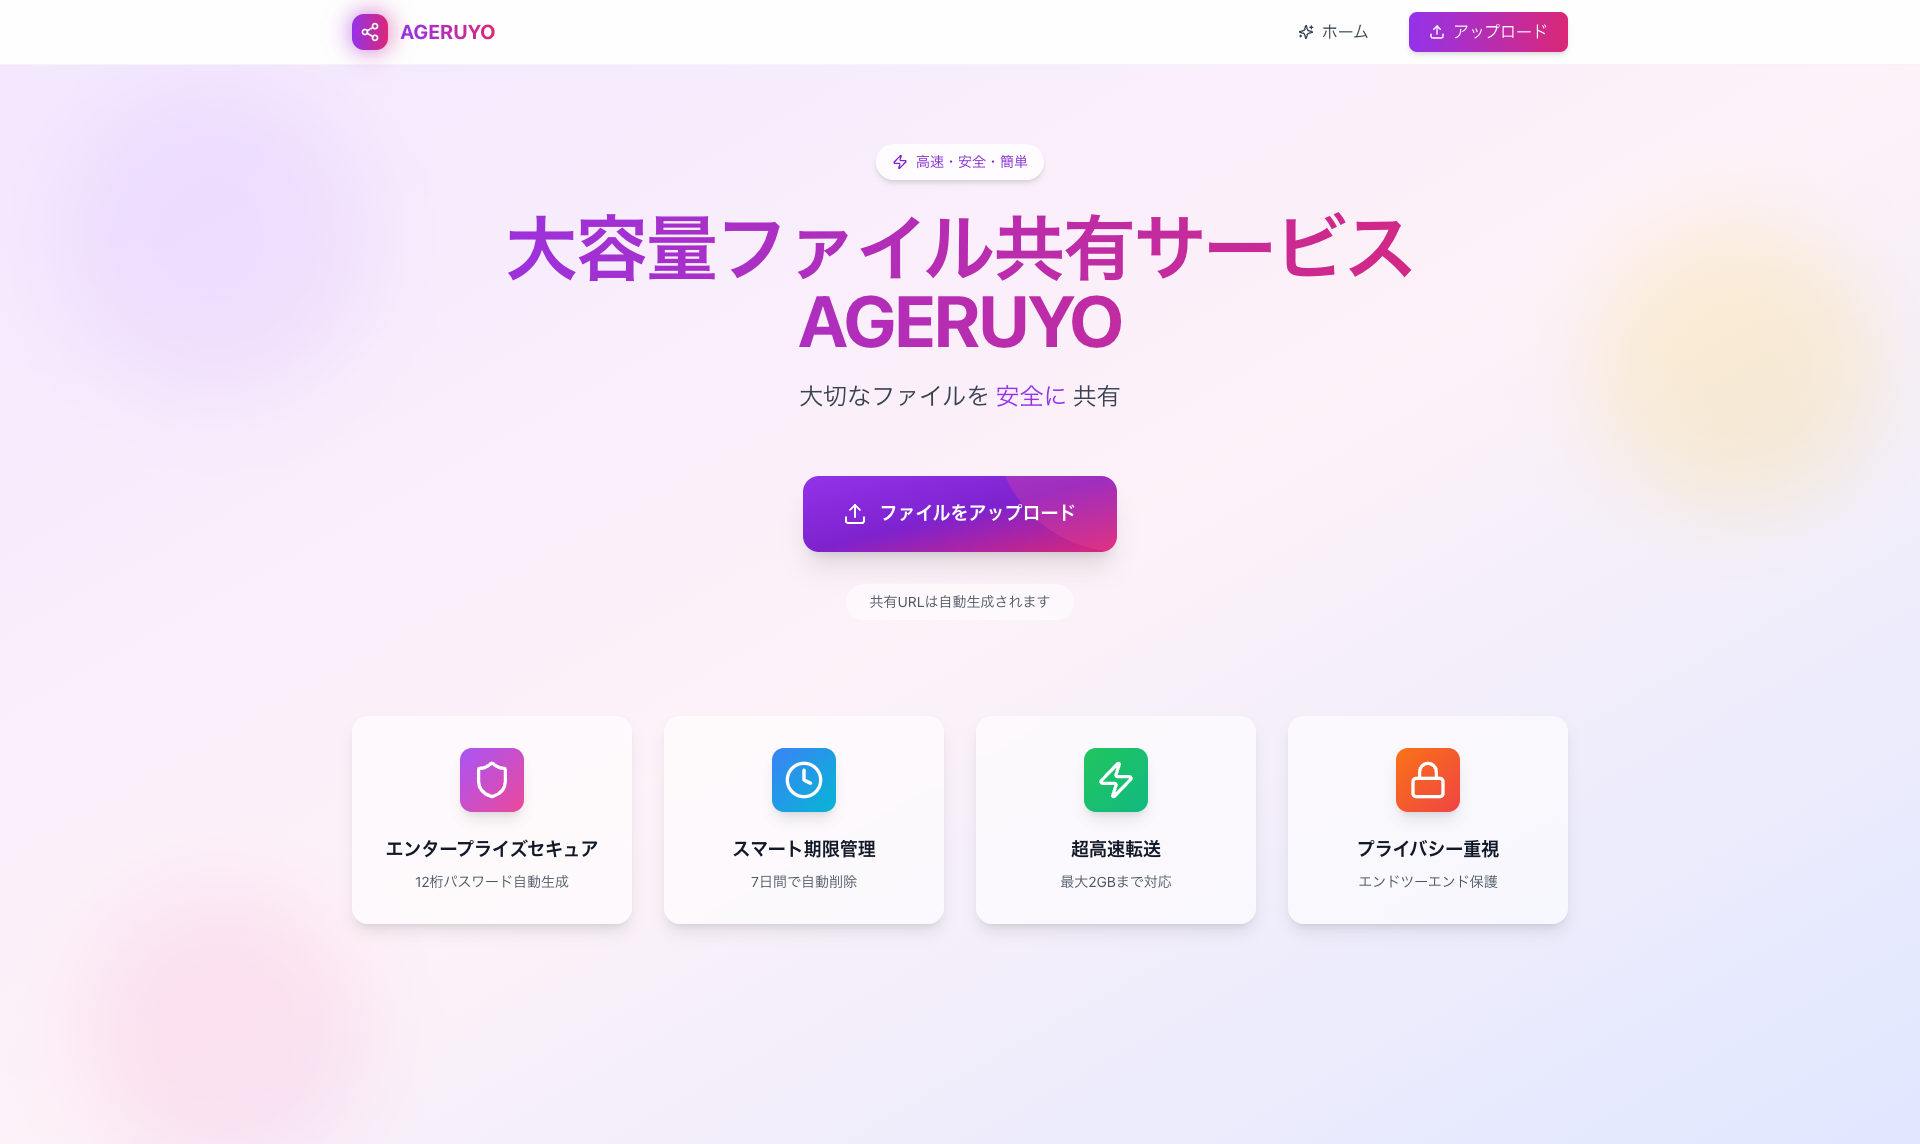 AGERUYO
ホーム
アップロード
高速・安全・簡単
大容量ファイル共有サービス
AGERUYO
大切なファイルを 安全に 共有
ファイルをアップロード
共有URLは自動生成されます
エンタープライズセキュア
12桁パスワード自動生成
スマート期限管理
7日間で自動削除
超高速転送
最大2GBまで対応
プライバシー重視
エンドツーエンド保護